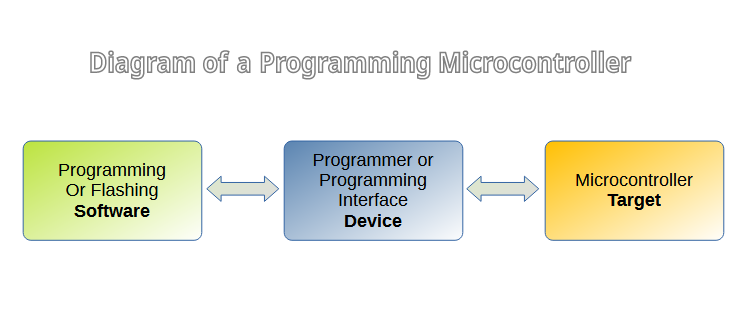 Diagram of a Programming Microcontroller
Programming
Or Flashing
Software
Programmer or
Programming
Interface
Device
Microcontroller
Target